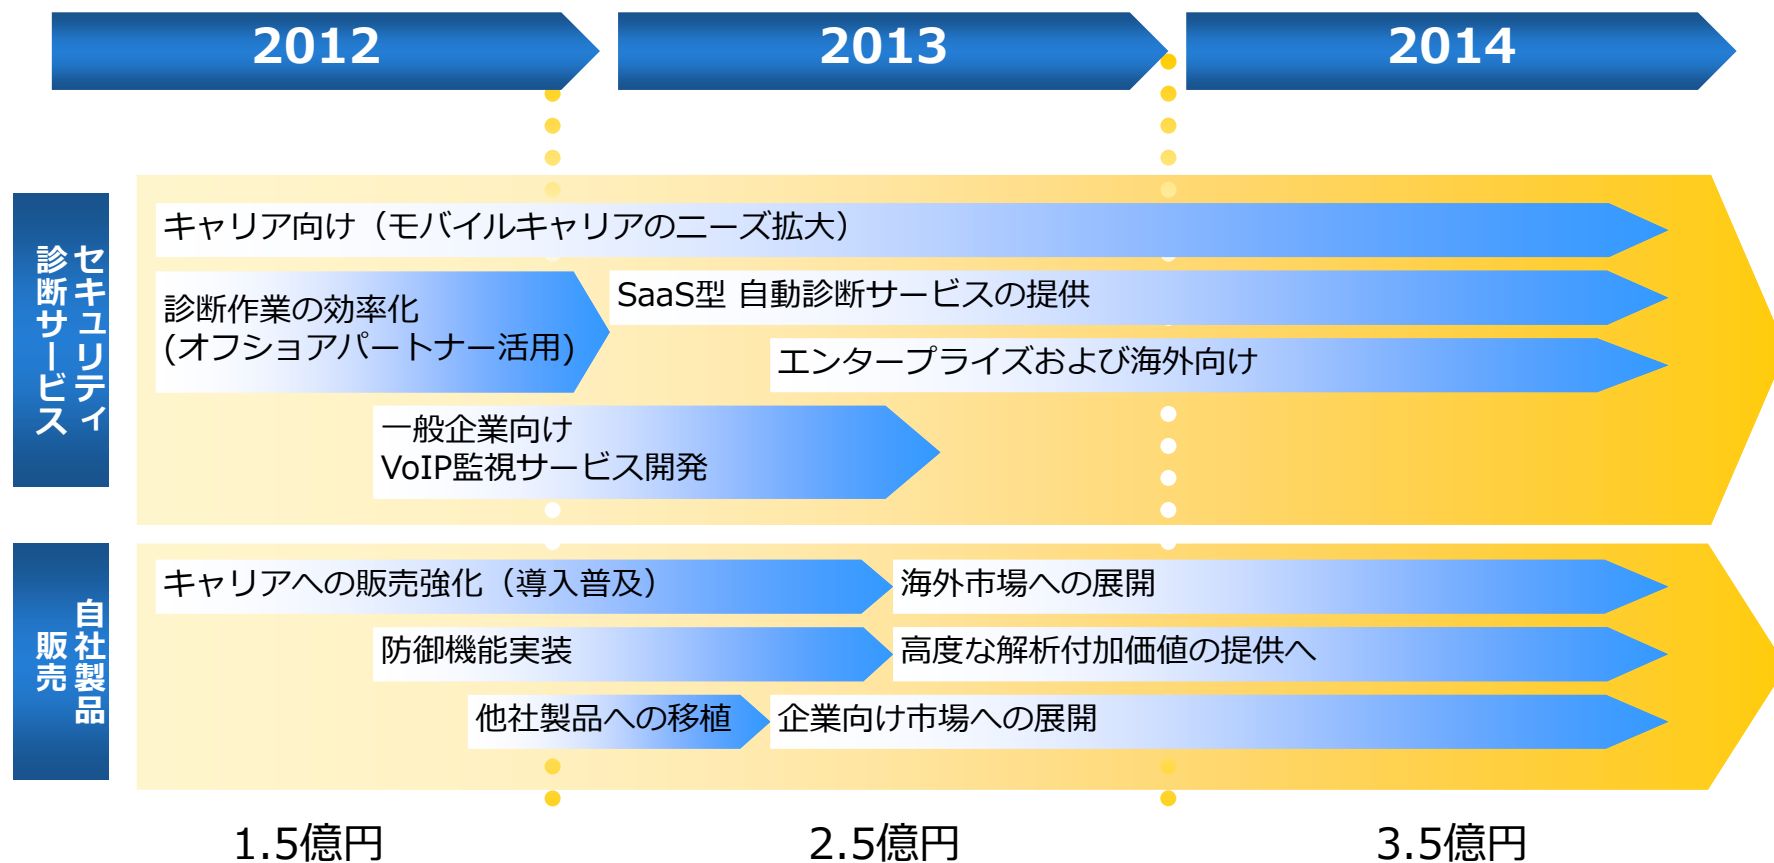 2012
2013
2014
セキュリティ
診断サービス
キャリア向け（モバイルキャリアのニーズ拡大）
診断作業の効率化
(オフショアパートナー活用)
SaaS型 自動診断サービスの提供
エンタープライズおよび海外向け
一般企業向け
VoIP監視サービス開発
自社製品
販売
キャリアへの販売強化（導入普及）
海外市場への展開
防御機能実装
高度な解析付加価値の提供へ
他社製品への移植
企業向け市場への展開
1.5億円
2.5億円
3.5億円